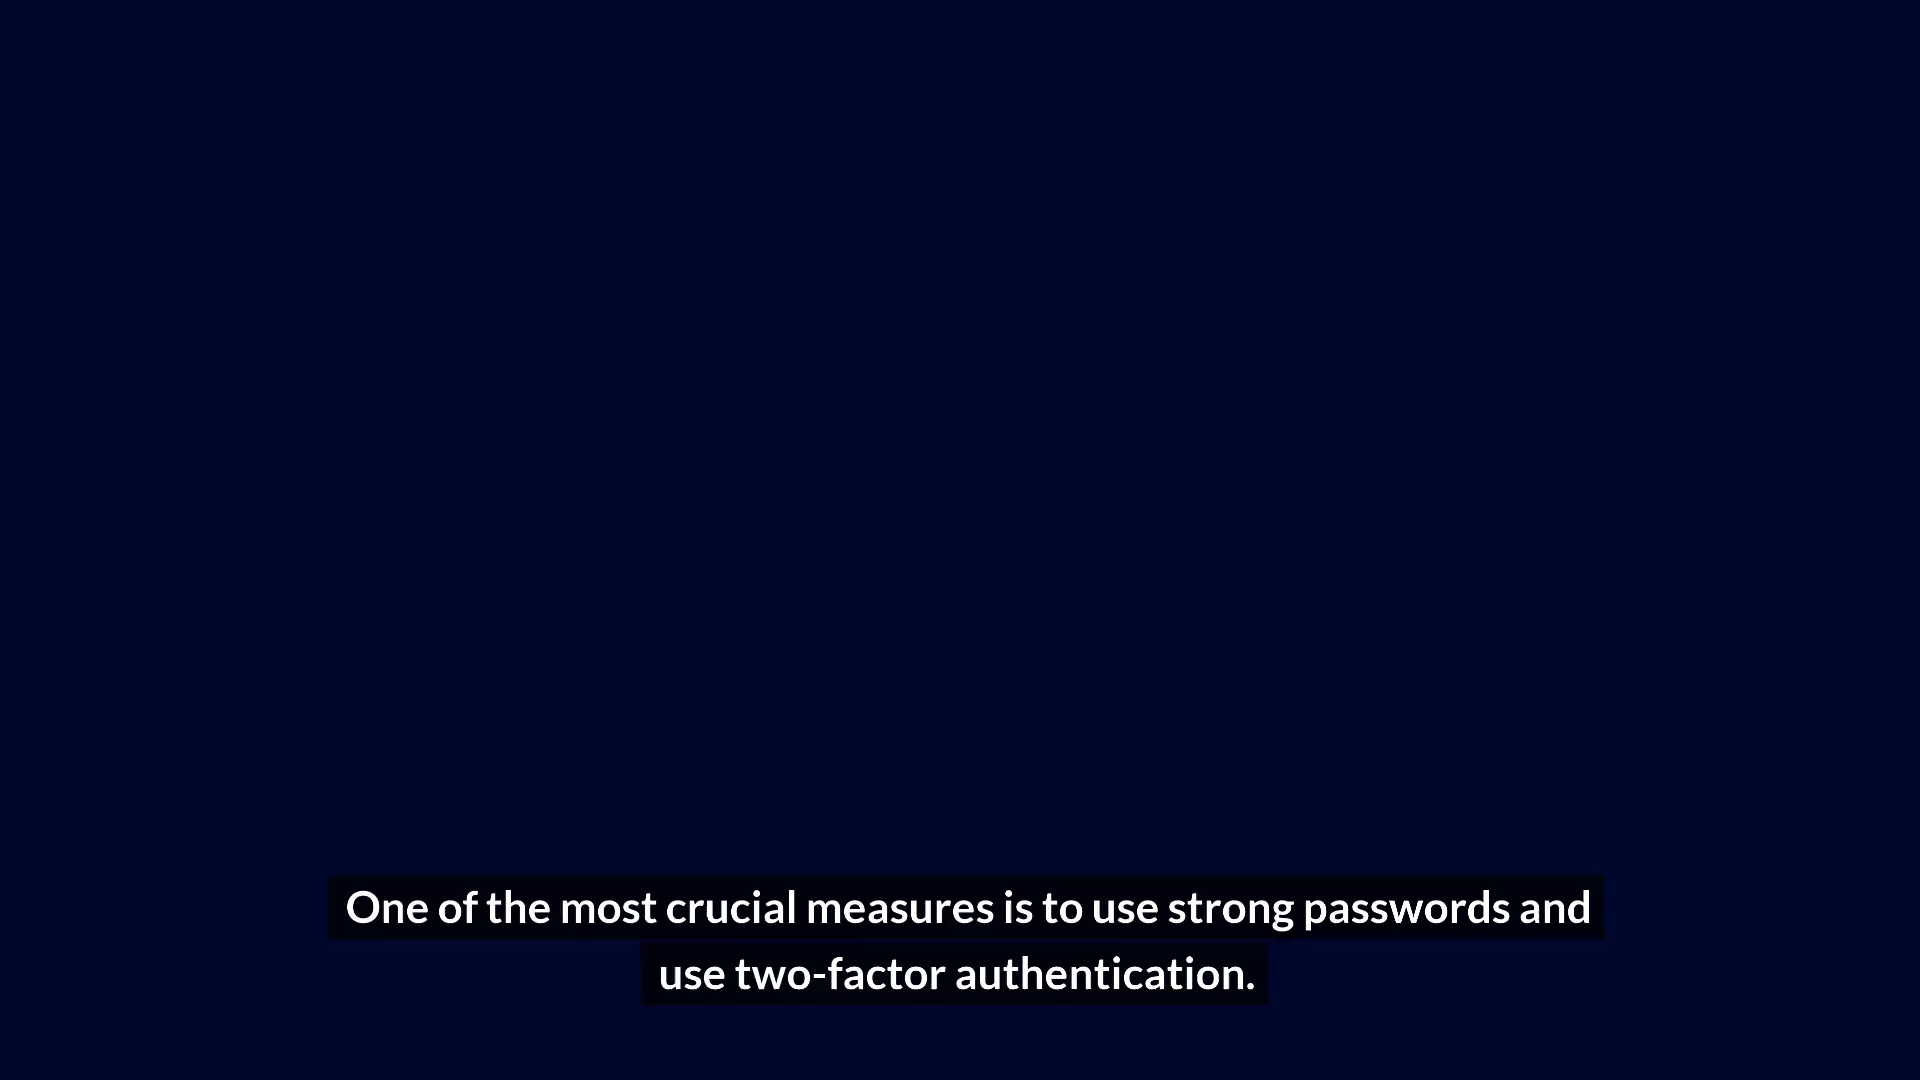 One of the most crucial measures is to use strong passwords and
use two-factor authentication.